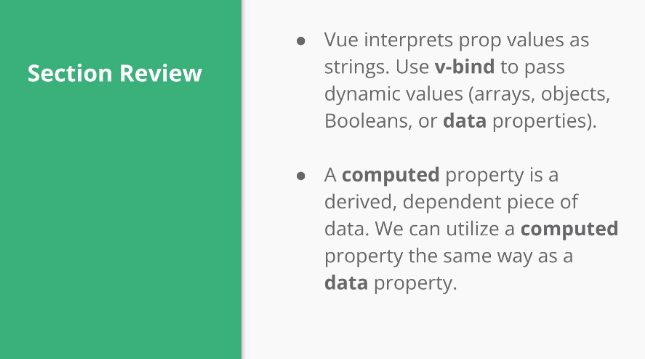 Section Review
● Vue interprets prop values as
strings. Use v-bind to pass
dynamic values (arrays, objects,
Booleans, or data properties).
● A computed property is a
derived, dependent piece of
data. We can utilize a computed
property the same way as a
data property.